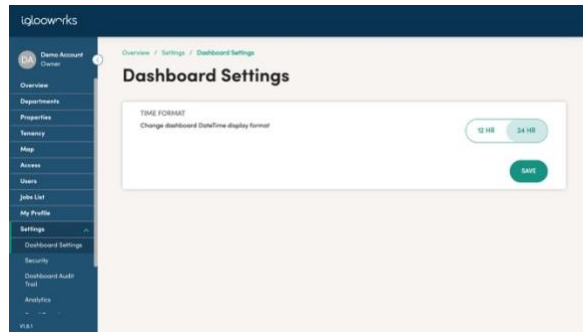 iglooworks
DA
Demo Account
Owner
Overview
Departments
Properties
Tenancy
Map
Access
Users
Jobs List
My Profile
Settings
Dashboard Settings
Security
Dashboard Audit
Trail
Analytics
V1.8.1
Overview / Settings / Dashboard Settings
Dashboard Settings
TIME FORMAT
Change dashboard DateTime display format
12 HR
24 HR
SAVE